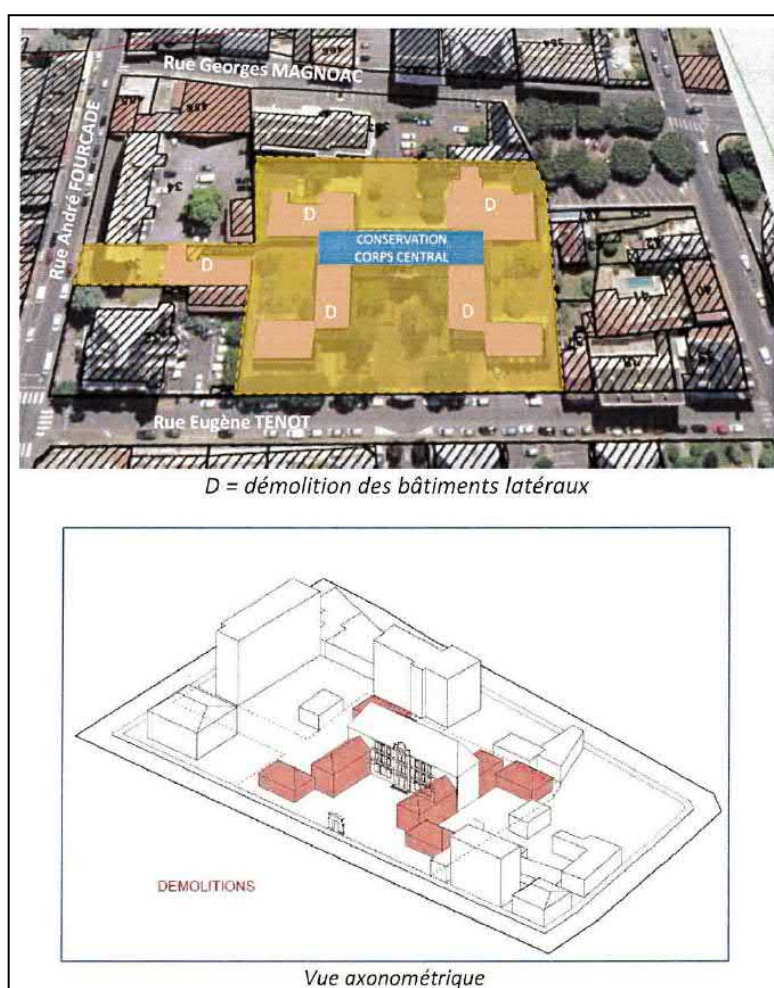 Rue Georges MAGNOAC
Rue André FOURCADE
34
D
D
CONSERVATION
CORPS CENTRAL
D
D
D
Rue Eugène TENOT
D = démolition des bâtiments latéraux
DEMOLITIONS
Vue axonométrique